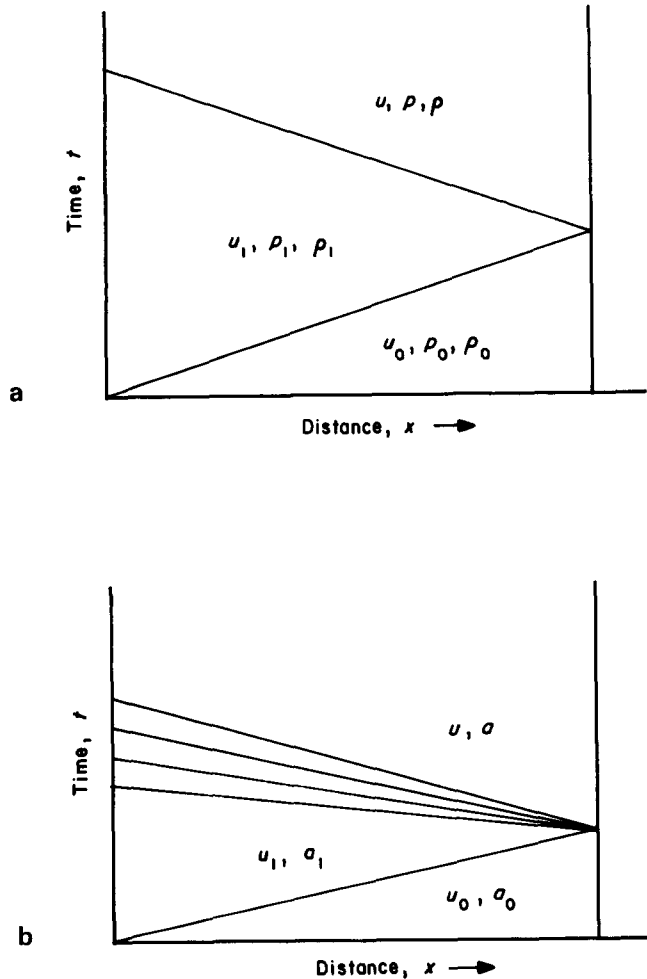 u, p, ρ
Time, t
u₁, p₁, ρ₁
u₀, p₀, ρ₀
a
Distance, x →
u, a
Time, t
u₁, a₁
u₀, a₀
b
Distance, x →